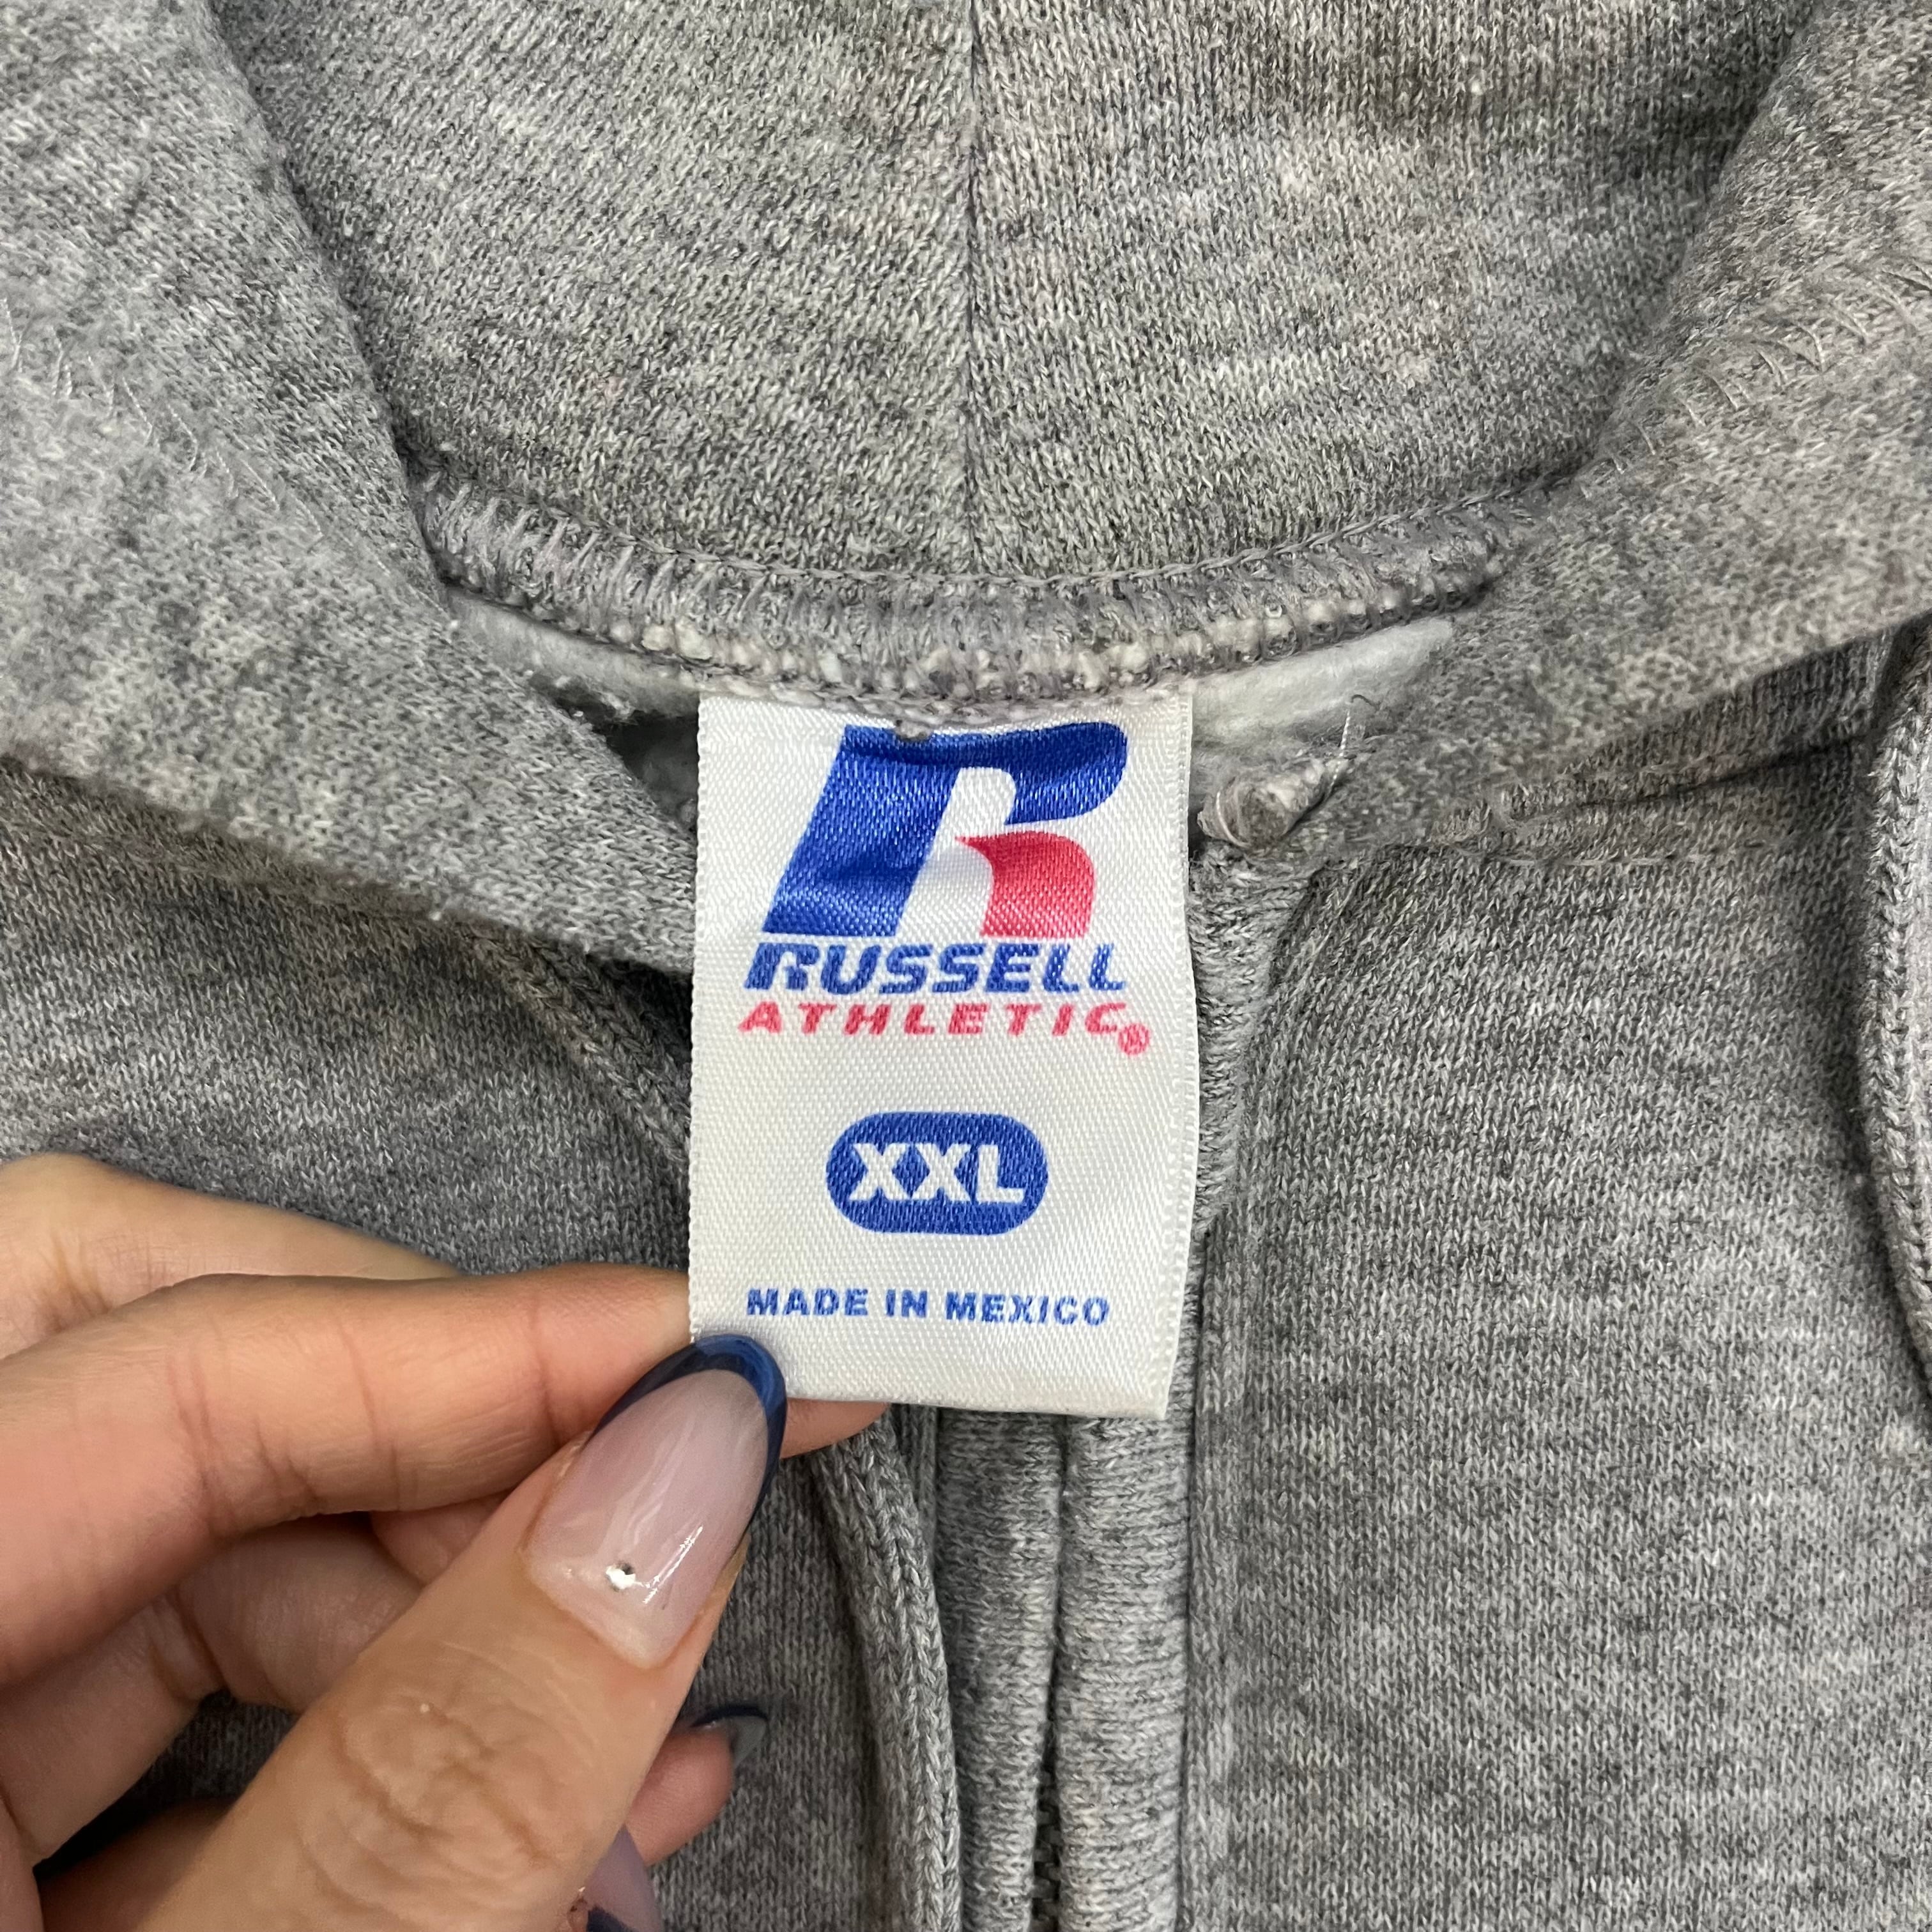 R
RUSSELL
ATHLETIC®
XXL
MADE IN MEXICO